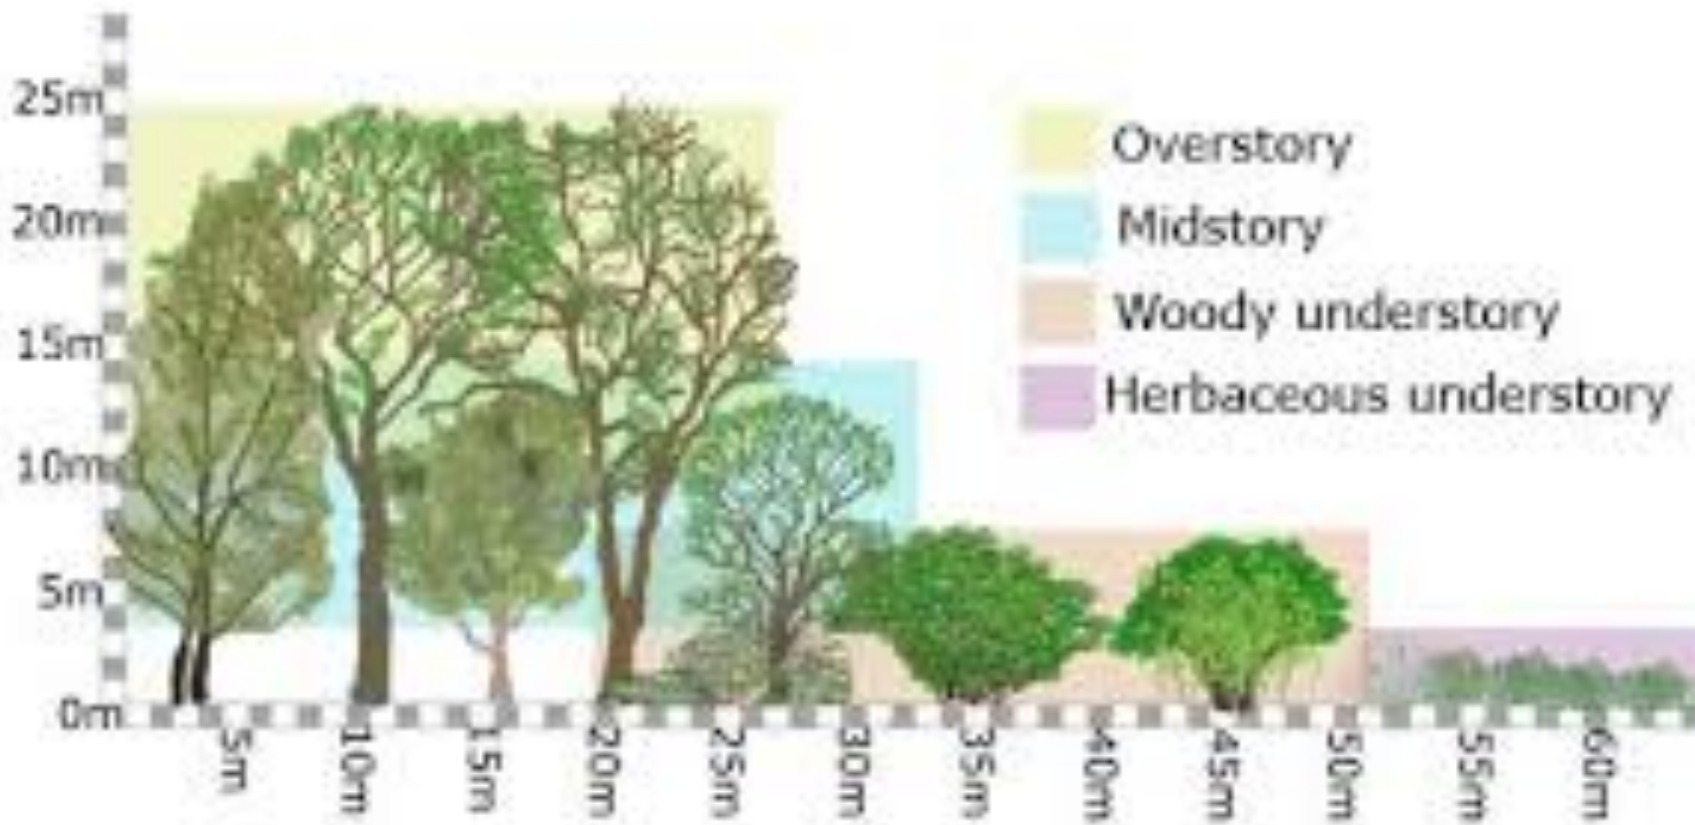 25m
20m
15m
10m
5m
0m
Overstory
Midstory
Woody understory
Herbaceous understory
5m
10m
15m
20m
25m
30m
35m
40m
45m
50m
55m
60m